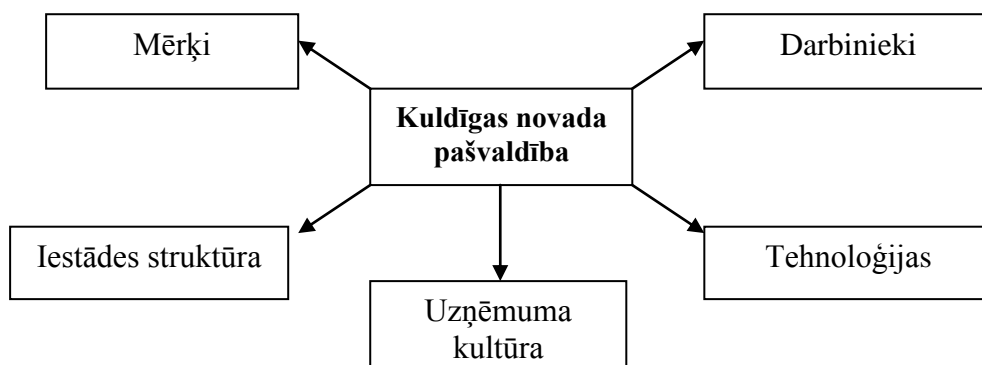 Mērķi
Darbinieki
Kuldīgas novada
pašvaldība
Iestādes struktūra
Tehnoloģijas
Uzņēmuma
kultūra